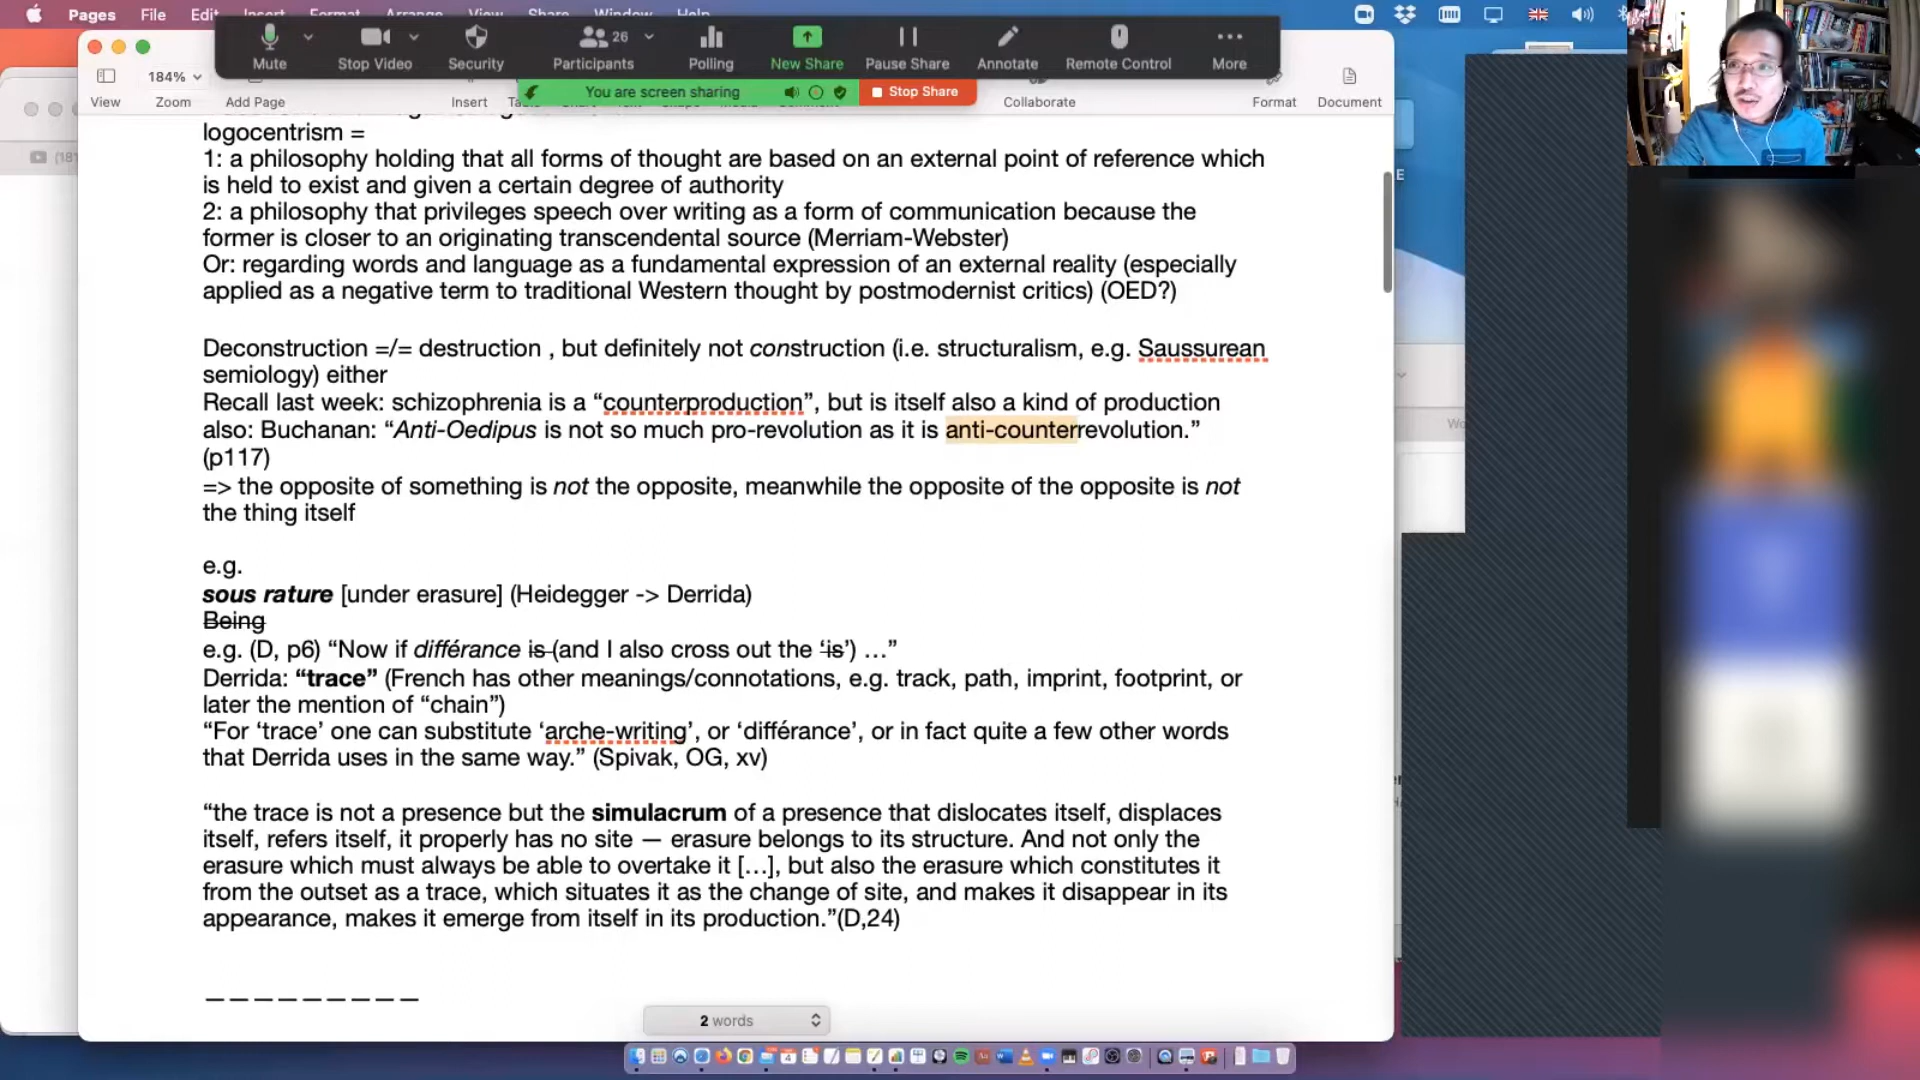 Pages File Edit Insert Format Arrange View Share Window Help
Mute Stop Video Security Participants 26 Polling New Share Pause Share Annotate Remote Control More
You are screen sharing Stop Share
184%
View Zoom Add Page Insert Collaborate Format Document
logocentrism =
1: a philosophy holding that all forms of thought are based on an external point of reference which
is held to exist and given a certain degree of authority
2: a philosophy that privileges speech over writing as a form of communication because the
former is closer to an originating transcendental source (Merriam-Webster)
Or: regarding words and language as a fundamental expression of an external reality (especially
applied as a negative term to traditional Western thought by postmodernist critics) (OED?)
Deconstruction =/= destruction , but definitely not construction (i.e. structuralism, e.g. Saussurean
semiology) either
Recall last week: schizophrenia is a “counterproduction”, but is itself also a kind of production
also: Buchanan: “Anti-Oedipus is not so much pro-revolution as it is anti-counterrevolution.”
(p117)
=> the opposite of something is not the opposite, meanwhile the opposite of the opposite is not
the thing itself
e.g.
sous rature [under erasure] (Heidegger -> Derrida)
Being
e.g. (D, p6) “Now if différance is (and I also cross out the ‘is’) …”
Derrida: “trace” (French has other meanings/connotations, e.g. track, path, imprint, footprint, or
later the mention of “chain”)
“For ‘trace’ one can substitute ‘arche-writing’, or ‘différance’, or in fact quite a few other words
that Derrida uses in the same way.” (Spivak, OG, xv)
“the trace is not a presence but the simulacrum of a presence that dislocates itself, displaces
itself, refers itself, it properly has no site — erasure belongs to its structure. And not only the
erasure which must always be able to overtake it […], but also the erasure which constitutes it
from the outset as a trace, which situates it as the change of site, and makes it disappear in its
appearance, makes it emerge from itself in its production.”(D,24)
_ _ _ _ _ _ _ _ _
2 words